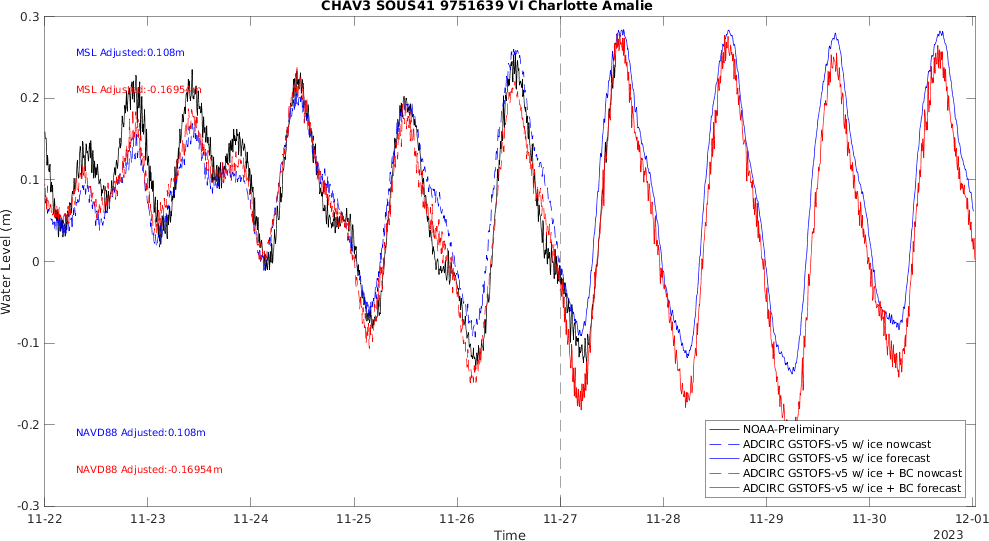 CHAV3 SOUS41 9751639 VI Charlotte Amalie
0.3
MSL Adjusted:0.108m
MSL Adjusted:-0.16954m
0.2
0.1
Water Level (m)
0
-0.1
-0.2
NAVD88 Adjusted:0.108m
NAVD88 Adjusted:-0.16954m
-0.3
NOAA-Preliminary
ADCIRC GSTOFS-v5 w/ ice nowcast
ADCIRC GSTOFS-v5 w/ ice forecast
ADCIRC GSTOFS-v5 w/ ice + BC nowcast
ADCIRC GSTOFS-v5 w/ ice + BC forecast
11-22 11-23 11-24 11-25 11-26 11-27 11-28 11-29 11-30 12-01
Time
2023